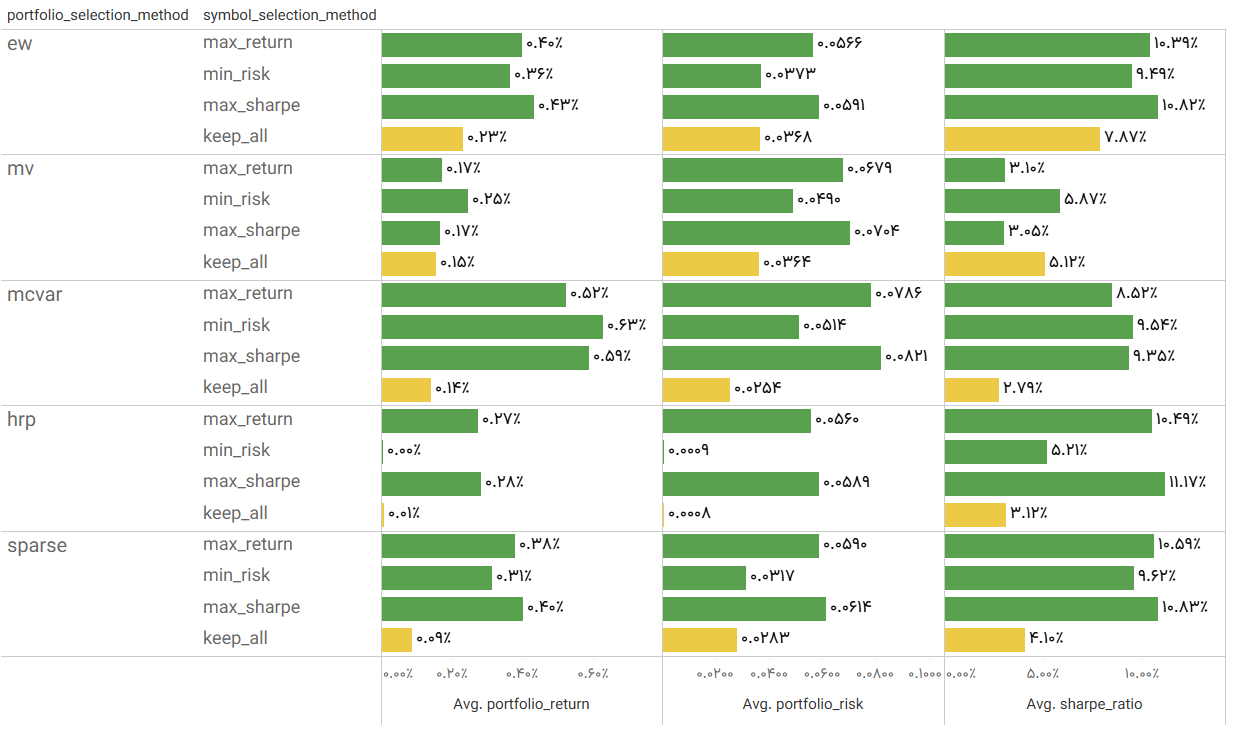 portfolio_selection_method symbol_selection_method
ew max_return ۰.۴۰٪ ۰.۰۵۶۶ ۱۰.۳۹٪
min_risk ۰.۳۶٪ ۰.۰۳۷۳ ۹.۴۹٪
max_sharpe ۰.۴۳٪ ۰.۰۵۹۱ ۱۰.۸۲٪
keep_all ۰.۲۳٪ ۰.۰۳۶۸ ۷.۸۷٪
mv max_return ۰.۱۷٪ ۰.۰۶۷۹ ۳.۱۰٪
min_risk ۰.۲۵٪ ۰.۰۴۹۰ ۵.۸۷٪
max_sharpe ۰.۱۷٪ ۰.۰۷۰۴ ۳.۰۵٪
keep_all ۰.۱۵٪ ۰.۰۳۶۴ ۵.۱۲٪
mcvar max_return ۰.۵۲٪ ۰.۰۷۸۶ ۸.۵۲٪
min_risk ۰.۶۳٪ ۰.۰۵۱۴ ۹.۵۴٪
max_sharpe ۰.۵۹٪ ۰.۰۸۲۱ ۹.۳۵٪
keep_all ۰.۱۴٪ ۰.۰۲۵۴ ۲.۷۹٪
hrp max_return ۰.۲۷٪ ۰.۰۵۶۰ ۱۰.۴۹٪
min_risk ۰.۰۰٪ ۰.۰۰۰۹ ۵.۲۱٪
max_sharpe ۰.۲۸٪ ۰.۰۵۸۹ ۱۱.۱۷٪
keep_all ۰.۰۱٪ ۰.۰۰۰۸ ۳.۱۲٪
sparse max_return ۰.۳۸٪ ۰.۰۵۹۰ ۱۰.۵۹٪
min_risk ۰.۳۱٪ ۰.۰۳۱۷ ۹.۶۲٪
max_sharpe ۰.۴۰٪ ۰.۰۶۱۴ ۱۰.۸۳٪
keep_all ۰.۰۹٪ ۰.۰۲۸۳ ۴.۱۰٪
۰.۰۰٪ ۰.۲۰٪ ۰.۴۰٪ ۰.۶۰٪ ۰.۰۲۰۰ ۰.۰۴۰۰ ۰.۰۶۰۰ ۰.۰۸۰۰ ۰.۱۰۰۰ ۰.۰۰٪ ۵.۰۰٪ ۱۰.۰۰٪
Avg. portfolio_return Avg. portfolio_risk Avg. sharpe_ratio